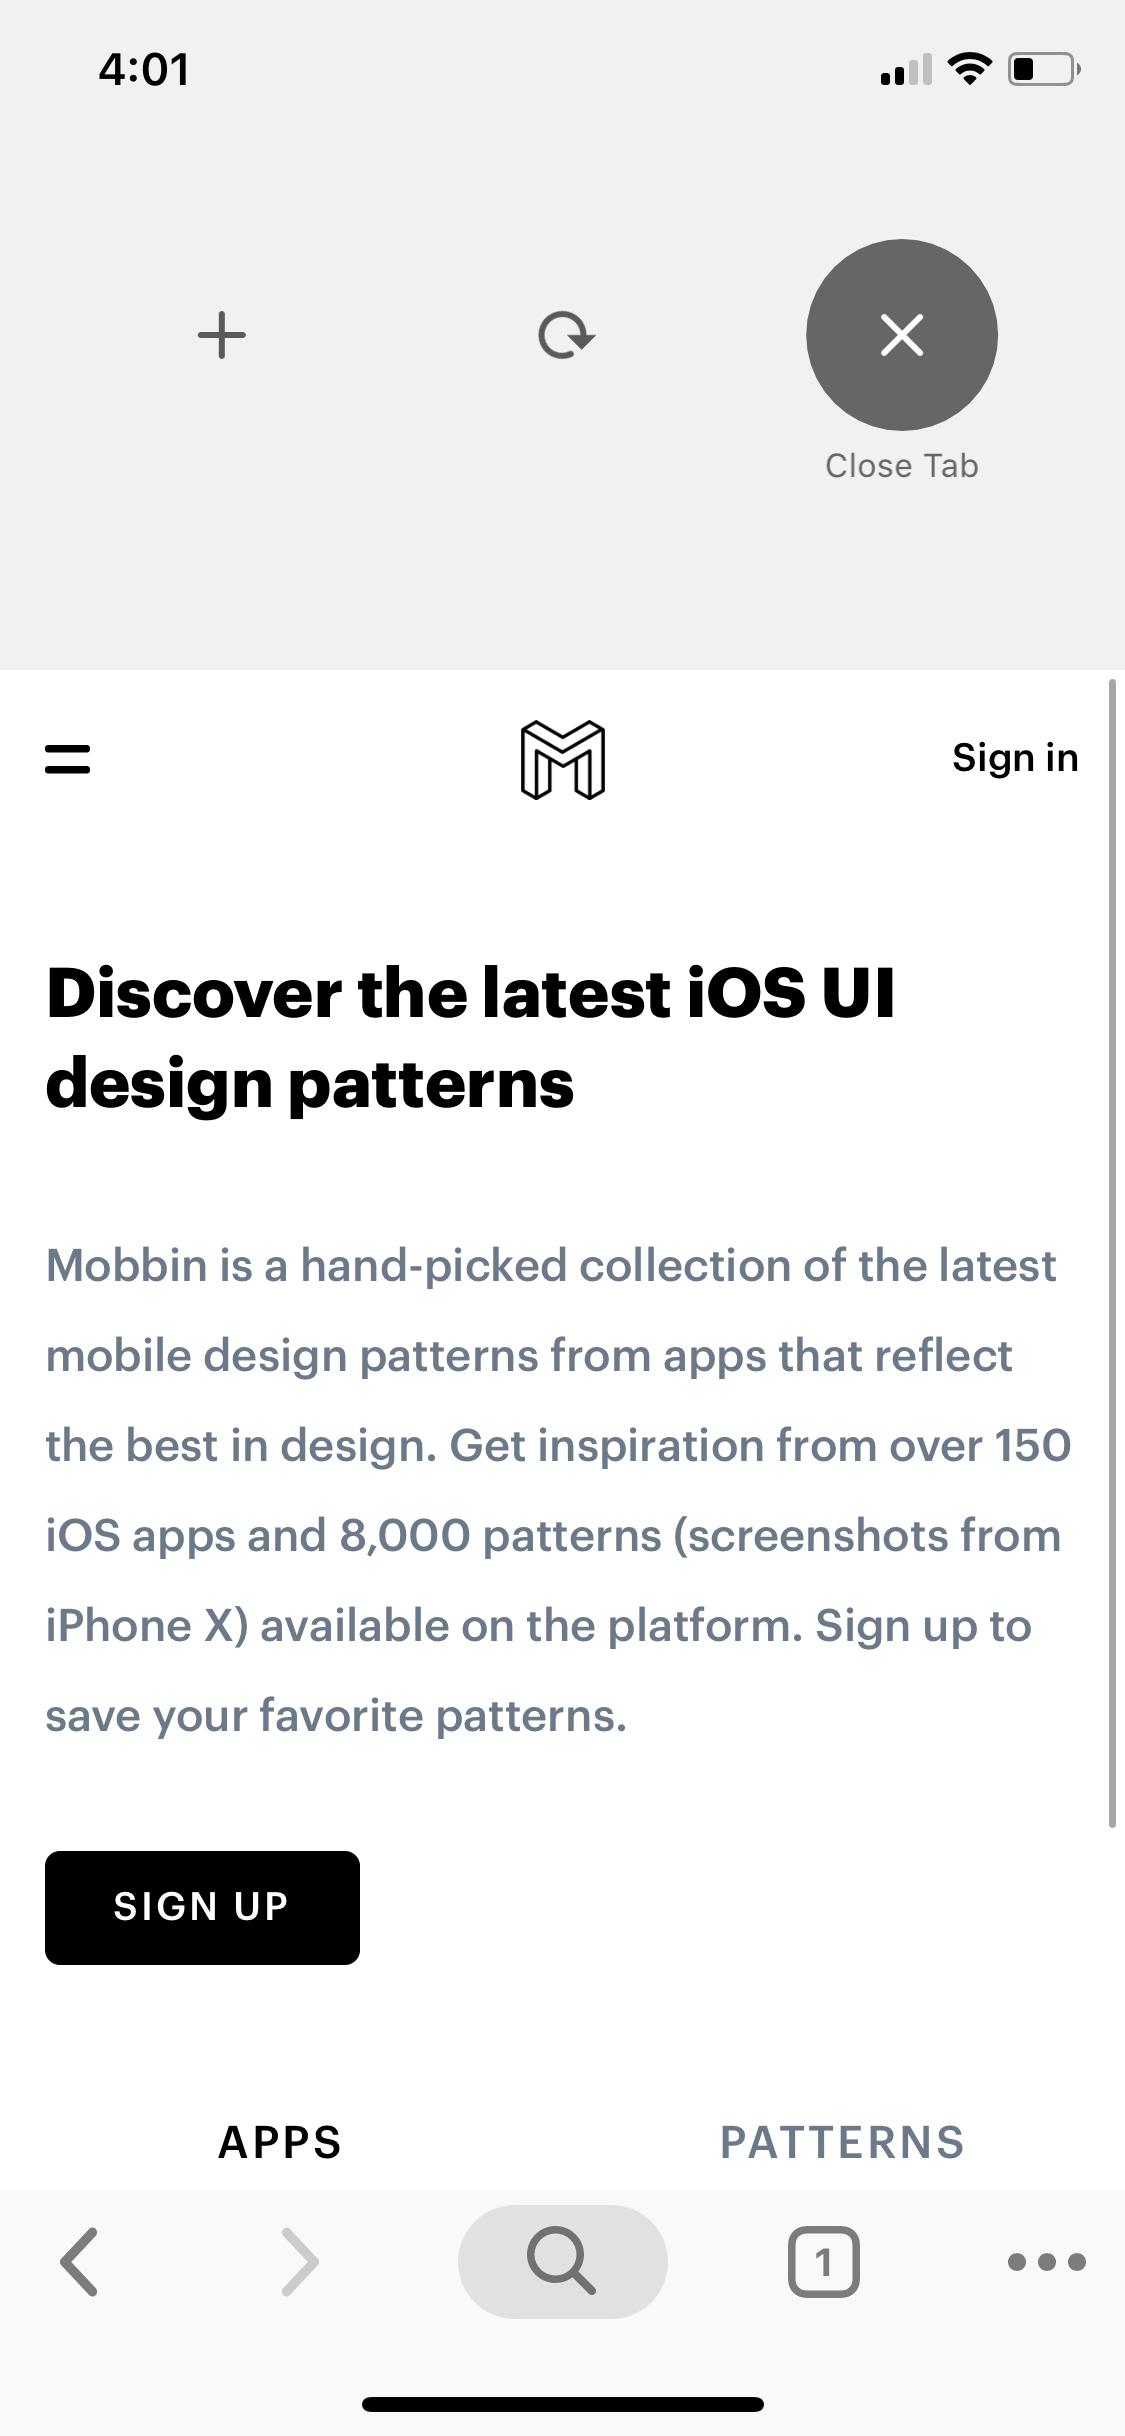 4:01
Close Tab
Sign in
Discover the latest iOS UI
design patterns
Mobbin is a hand-picked collection of the latest
mobile design patterns from apps that reflect
the best in design. Get inspiration from over 150
iOS apps and 8,000 patterns (screenshots from
iPhone X) available on the platform. Sign up to
save your favorite patterns.
SIGN UP
APPS PATTERNS
1